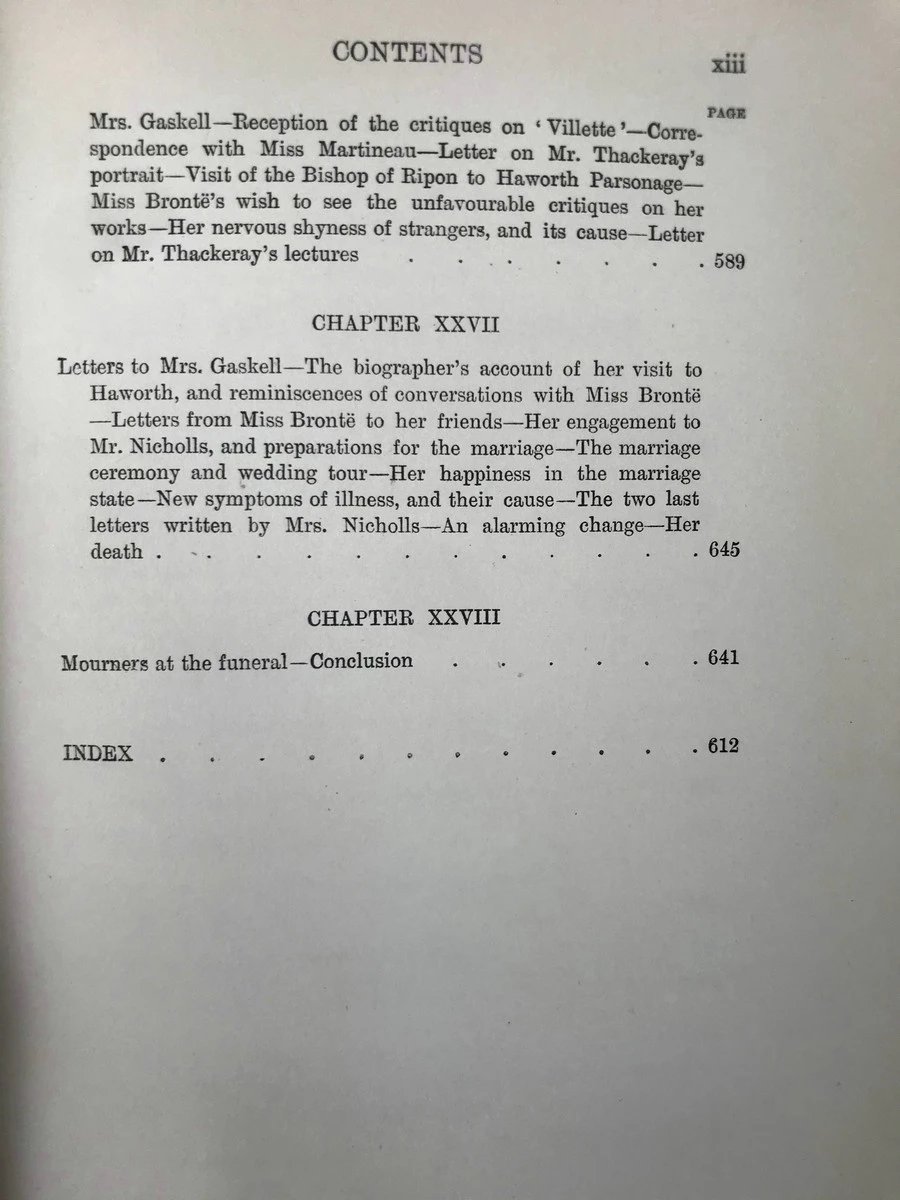 CONTENTS xiii
PAGE
Mrs. Gaskell—Reception of the critiques on ‘ Villette ’—Corre-
spondence with Miss Martineau—Letter on Mr. Thackeray’s
portrait—Visit of the Bishop of Ripon to Haworth Parsonage—
Miss Brontë’s wish to see the unfavourable critiques on her
works—Her nervous shyness of strangers, and its cause—Letter
on Mr. Thackeray’s lectures . . . . . . . 589
CHAPTER XXVII
Letters to Mrs. Gaskell—The biographer’s account of her visit to
Haworth, and reminiscences of conversations with Miss Brontë
—Letters from Miss Brontë to her friends—Her engagement to
Mr. Nicholls, and preparations for the marriage—The marriage
ceremony and wedding tour—Her happiness in the marriage
state—New symptoms of illness, and their cause—The two last
letters written by Mrs. Nicholls—An alarming change—Her
death . . . . . . . . . . . . 645
CHAPTER XXVIII
Mourners at the funeral—Conclusion . . . . . . 641
INDEX . . . . . . . . . . . . 612